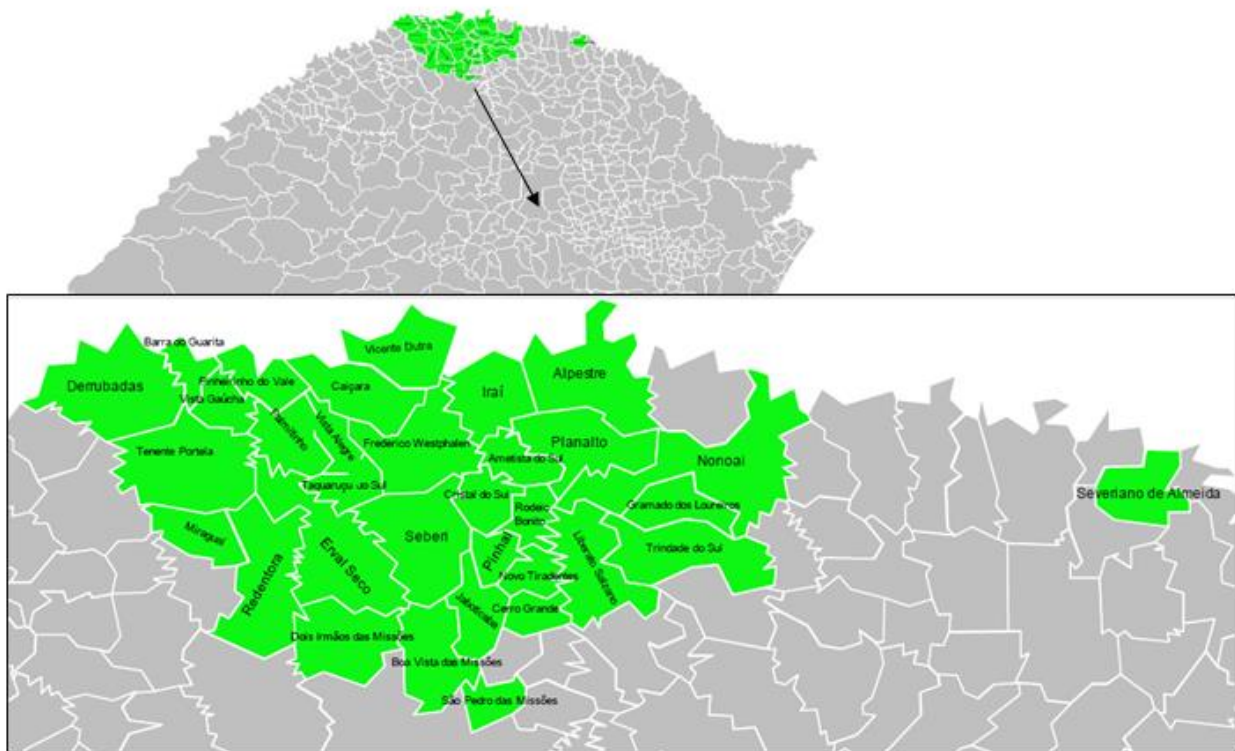 Barra do Guarita
Vicente Dutra
Derrubadas
Pinheirinho do Vale
Caiçara
Iraí
Alpestre
Vista Gaúcha
Taquaruçu do Sul
Vista Alegre
Frederico Westphalen
Tenente Portela
Planalto
Ametista do Sul
Nonoai
Severiano de Almeida
Cristal do Sul
Rodeio
Bonito
Gramado dos Loureiros
Miraguaí
Seberi
Erval Seco
Pinhal
Liberato Salzano
Trindade do Sul
Redentora
Novo Tiradentes
Jaboticaba
Cerro Grande
Dois Irmãos das Missões
Boa Vista das Missões
São Pedro das Missões